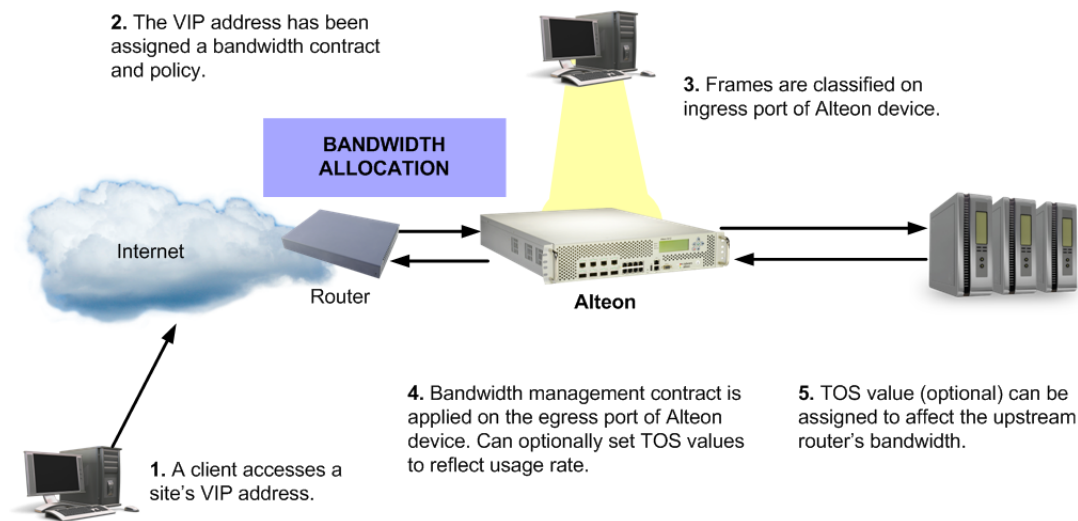 2. The VIP address has been
assigned a bandwidth contract
and policy.
3. Frames are classified on
ingress port of Alteon device.
BANDWIDTH
ALLOCATION
Internet
Router
Alteon
4. Bandwidth management contract is
applied on the egress port of Alteon
device. Can optionally set TOS values
to reflect usage rate.
5. TOS value (optional) can be
assigned to affect the upstream
router's bandwidth.
1. A client accesses a
site's VIP address.